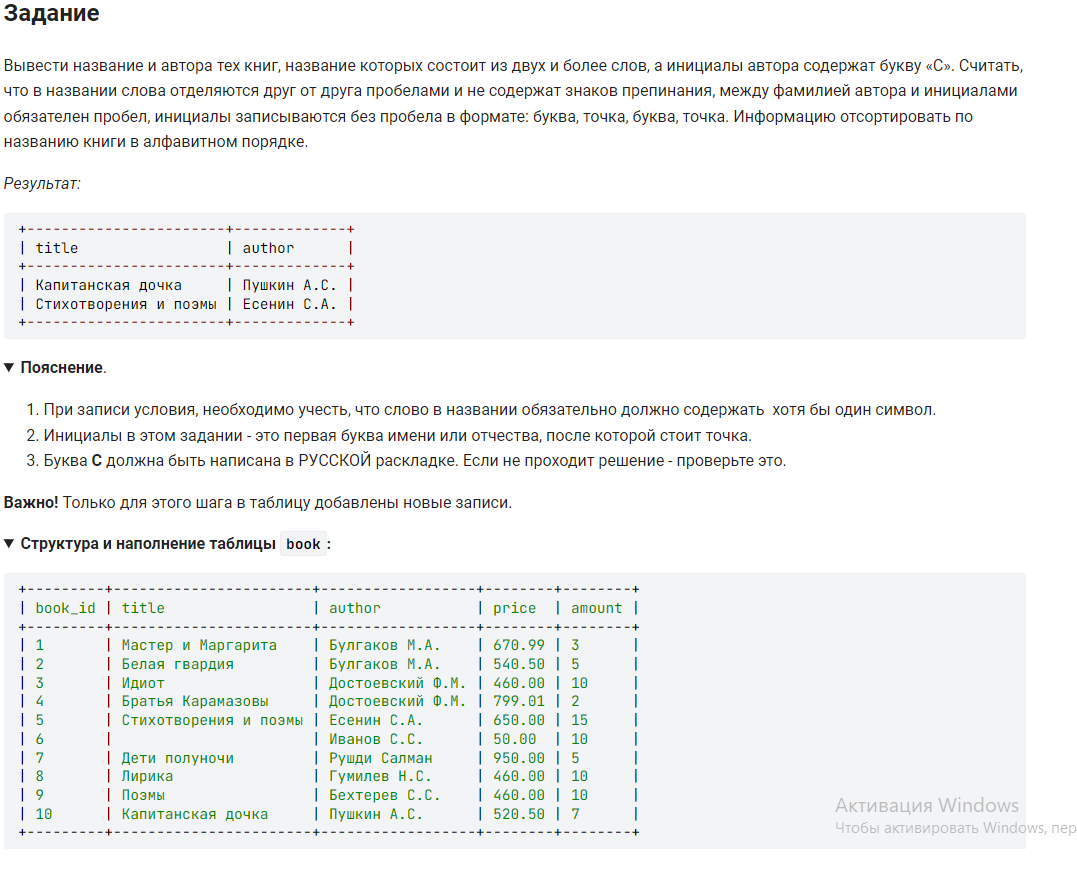 Задание
Вывести название и автора тех книг, название которых состоит из двух и более слов, а инициалы автора содержат букву «С». Считать,
что в названии слова отделяются друг от друга пробелами и не содержат знаков препинания, между фамилией автора и инициалами
обязателен пробел, инициалы записываются без пробела в формате: буква, точка, буква, точка. Информацию отсортировать по
названию книги в алфавитном порядке.
Результат:
+-----------------------+-------------+
| title                 | author      |
+-----------------------+-------------+
| Капитанская дочка     | Пушкин А.С. |
| Стихотворения и поэмы | Есенин С.А. |
+-----------------------+-------------+
▼ Пояснение.
1. При записи условия, необходимо учесть, что слово в названии обязательно должно содержать  хотя бы один символ.
2. Инициалы в этом задании - это первая буква имени или отчества, после которой стоит точка.
3. Буква С должна быть написана в РУССКОЙ раскладке. Если не проходит решение - проверьте это.
Важно! Только для этого шага в таблицу добавлены новые записи.
▼ Структура и наполнение таблицы book :
+---------+-----------------------+------------------+--------+--------+
| book_id | title                 | author           | price  | amount |
+---------+-----------------------+------------------+--------+--------+
| 1       | Мастер и Маргарита    | Булгаков М.А.    | 670.99 | 3      |
| 2       | Белая гвардия         | Булгаков М.А.    | 540.50 | 5      |
| 3       | Идиот                 | Достоевский Ф.М. | 460.00 | 10     |
| 4       | Братья Карамазовы     | Достоевский Ф.М. | 799.01 | 2      |
| 5       | Стихотворения и поэмы | Есенин С.А.      | 650.00 | 15     |
| 6       |                       | Иванов С.С.      | 50.00  | 10     |
| 7       | Дети полуночи         | Рушди Салман     | 950.00 | 5      |
| 8       | Лирика                | Гумилев Н.С.     | 460.00 | 10     |
| 9       | Поэмы                 | Бехтерев С.С.    | 460.00 | 10     |
| 10      | Капитанская дочка     | Пушкин А.С.      | 520.50 | 7      |
+---------+-----------------------+------------------+--------+--------+
Активация Windows
Чтобы активировать Windows, пер